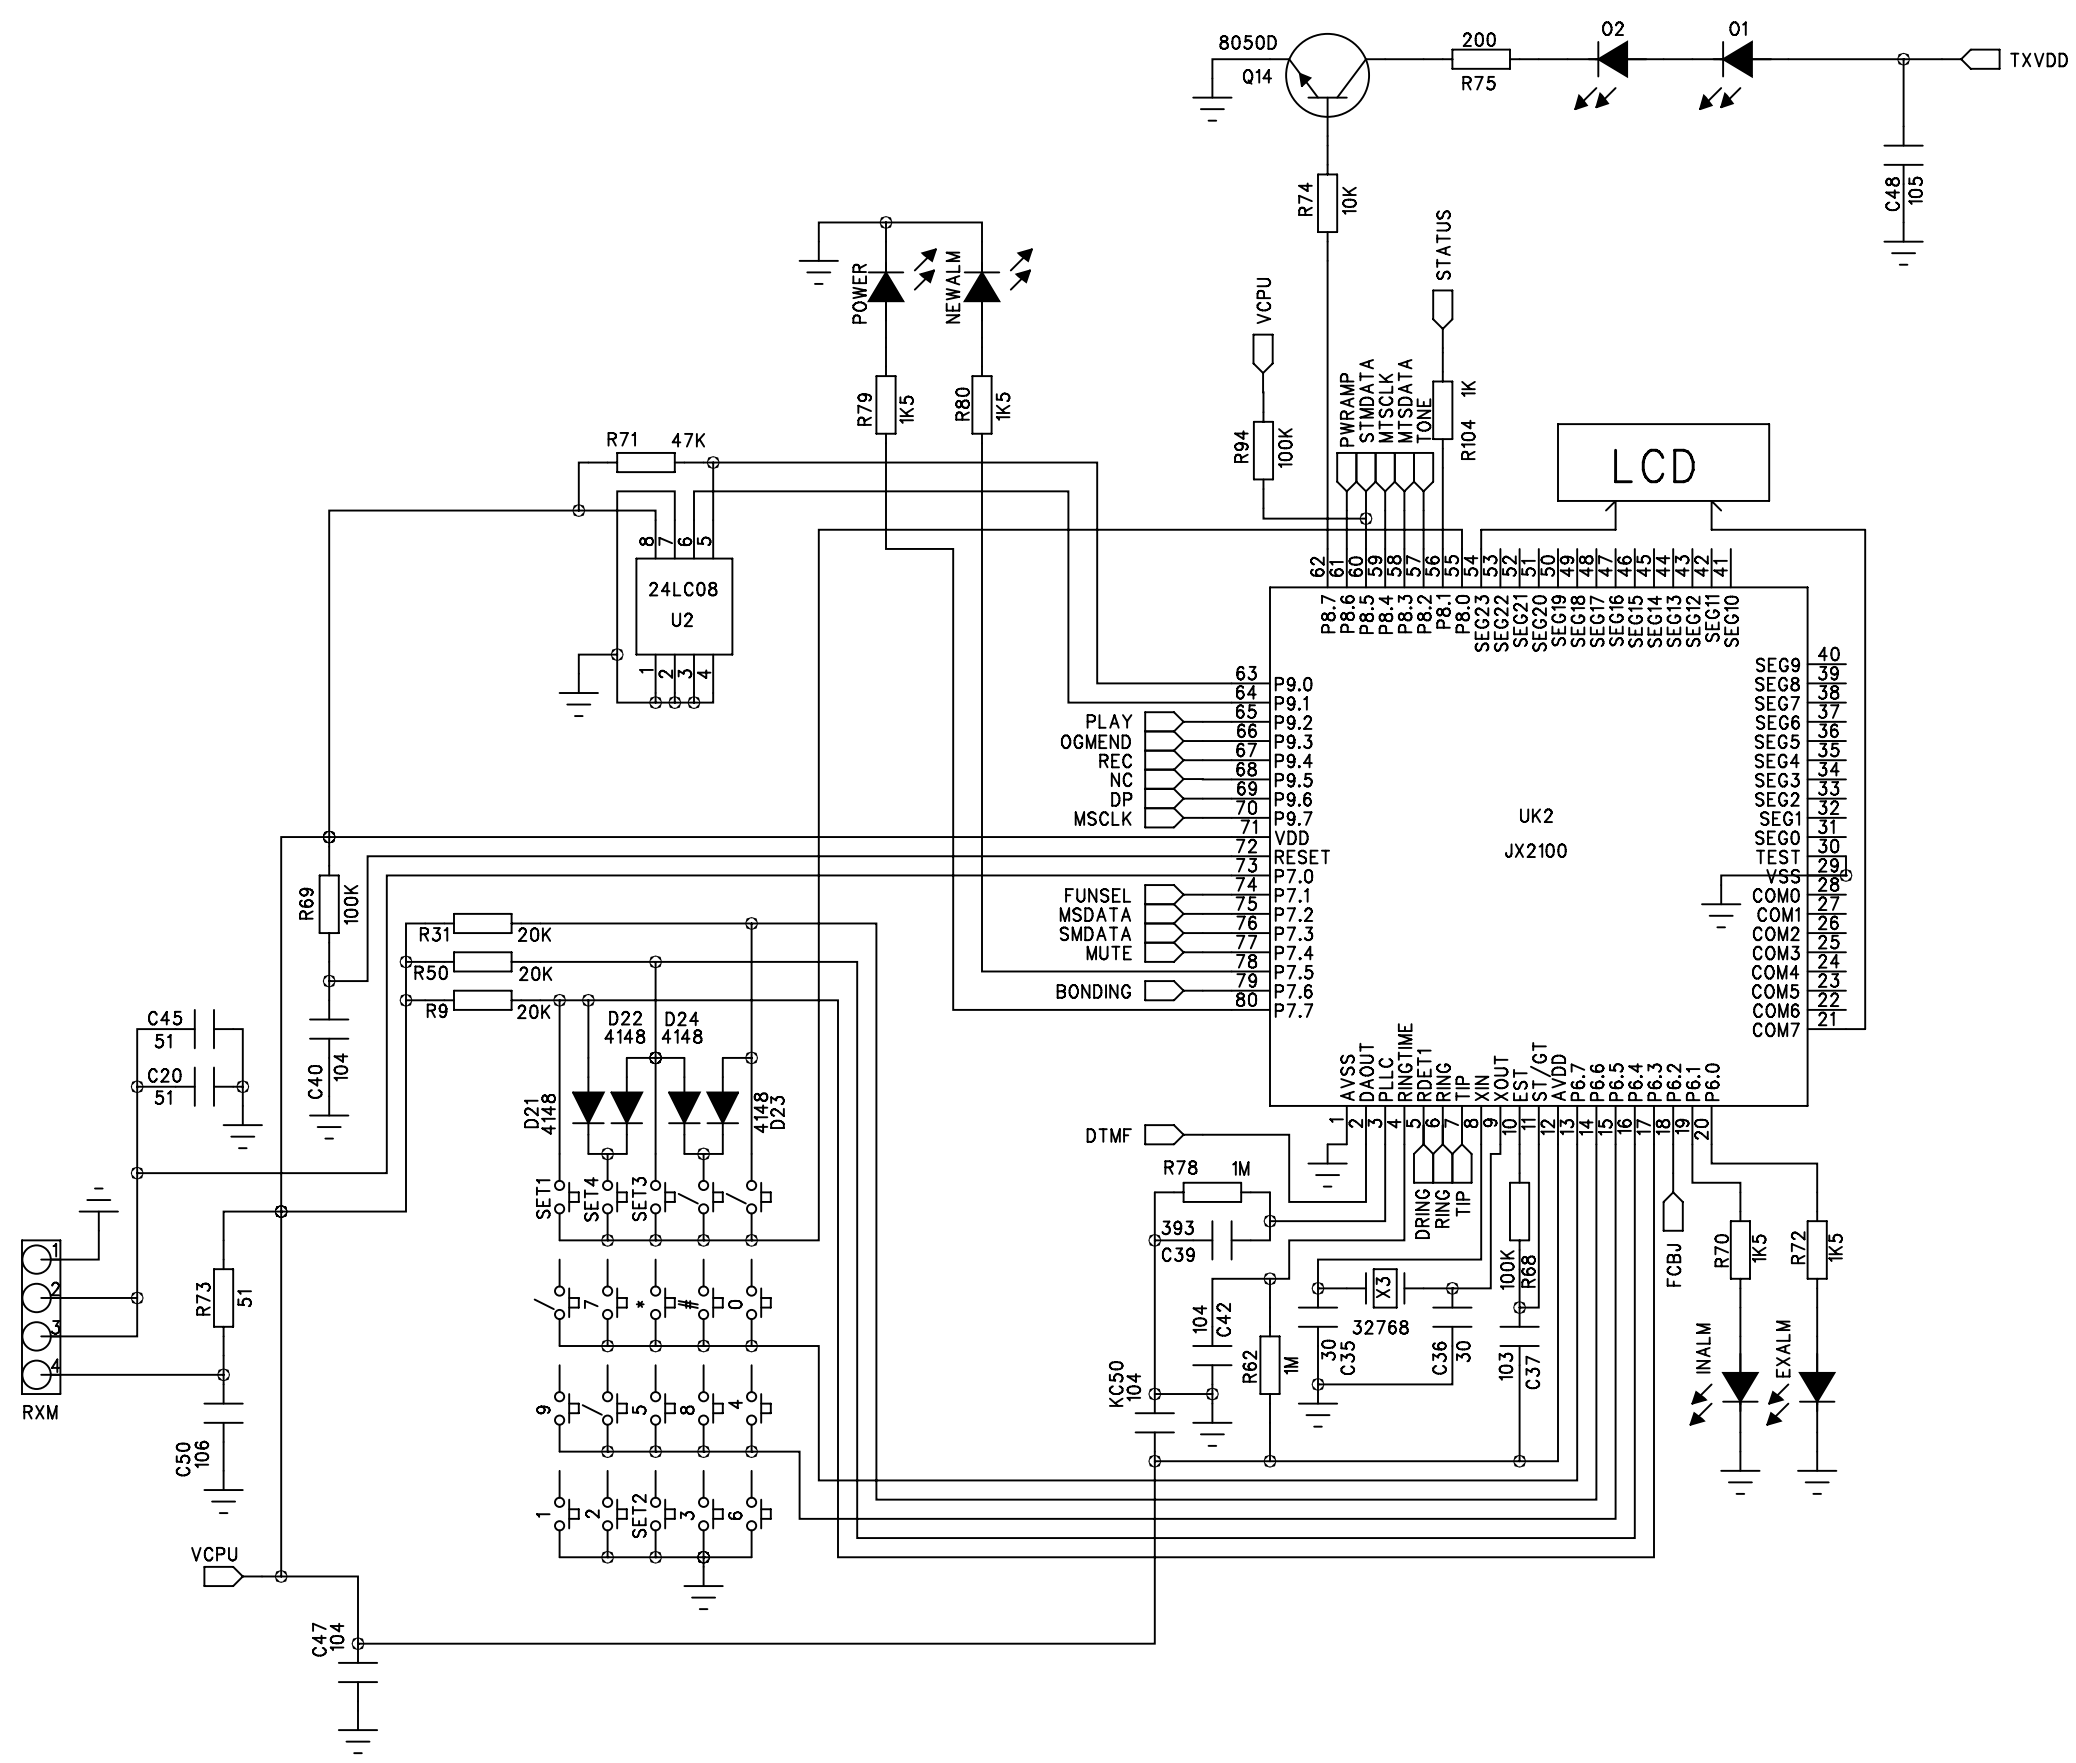 8050D
Q14
200
R75
O2
O1
TXVDD
C48
105
R74
10K
STATUS
VCPU
POWER
NEWALM
R79
1K5
R80
1K5
R94
100K
PWRAMP
STMDATA
MTSCLK
MTSDATA
TONE
R104
1K
R71
47K
LCD
8
7
6
5
24LC08
U2
1
2
3
4
62
61
60
59
58
57
56
55
54
53
52
51
50
49
48
47
46
45
44
43
42
41
P8.7
P8.6
P8.5
P8.4
P8.3
P8.2
P8.1
P8.0
SEG23
SEG22
SEG21
SEG20
SEG19
SEG18
SEG17
SEG16
SEG15
SEG14
SEG13
SEG12
SEG11
SEG10
63 P9.0
64 P9.1
PLAY 65 P9.2
OGMEND 66 P9.3
REC 67 P9.4
NC 68 P9.5
DP 69 P9.6
MSCLK 70 P9.7
71 VDD
72 RESET
73 P7.0
FUNSEL 74 P7.1
MSDATA 75 P7.2
SMDATA 76 P7.3
MUTE 77 P7.4
78 P7.5
BONDING 79 P7.6
80 P7.7
UK2
JX2100
SEG9 40
SEG8 39
SEG7 38
SEG6 37
SEG5 36
SEG4 35
SEG3 34
SEG2 33
SEG1 32
SEG0 31
TEST 30
VSS 29
COM0 28
COM1 27
COM2 26
COM3 25
COM4 24
COM5 23
COM6 22
COM7 21
AVSS
DAOUT
PLLC
RINGTIME
RDET1
RING
TIP
XIN
XOUT
EST
ST/GT
AVDD
P6.7
P6.6
P6.5
P6.4
P6.3
P6.2
P6.1
P6.0
1
2
3
4
5
6
7
8
9
10
11
12
13
14
15
16
17
18
19
20
R69
100K
R31
20K
R50
20K
R9
20K
C45
51
C20
51
C40
104
D22
4148
D24
4148
D21
4148
4148
D23
SET1
SET4
SET3
7
*
#
0
9
5
8
4
1
2
SET2
3
6
1
2
3
4
RXM
R73
51
C50
106
VCPU
C47
104
DTMF
R78
1M
393
C39
104
C42
R62
1M
KC50
104
DRING
RING
TIP
X3
32768
30
C35
C36
30
100K
R68
103
C37
FCBJ
R70
1K5
R72
1K5
INALM
EXALM